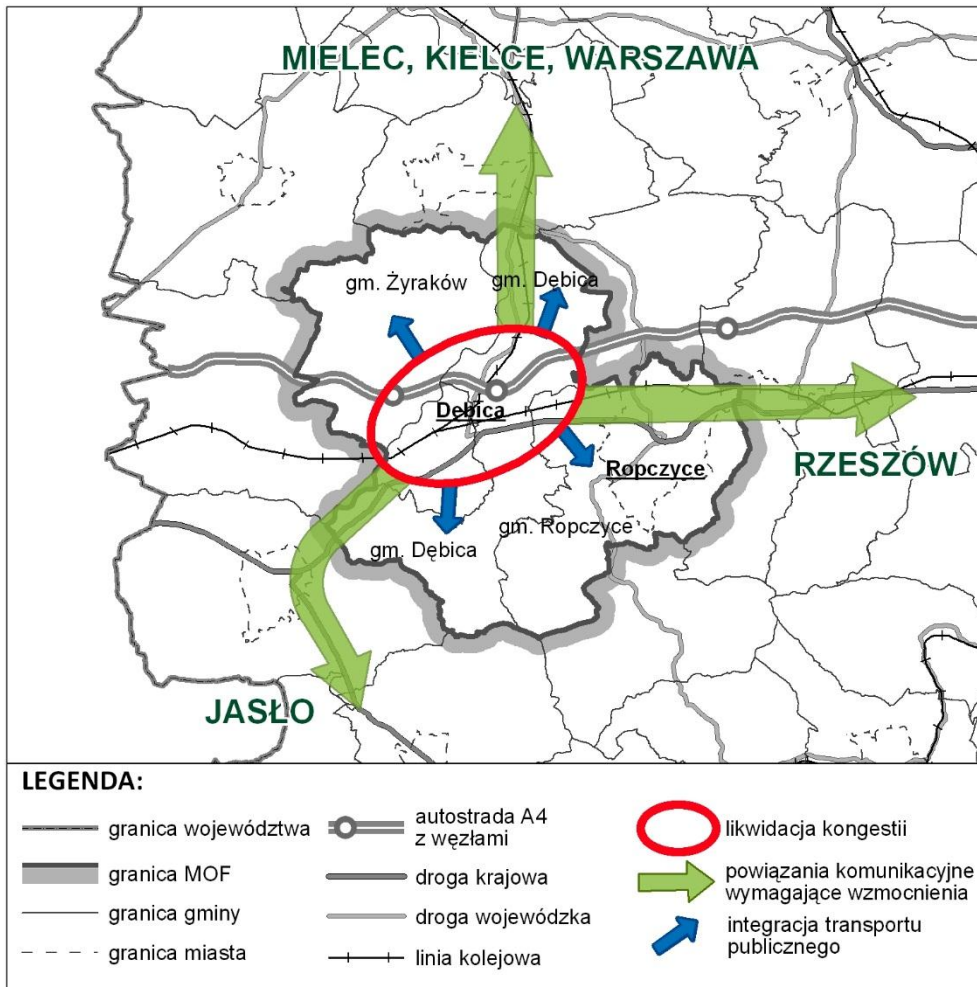 MIELEC, KIELCE, WARSZAWA
gm. Żyraków
gm. Dębica
Dębica
RZESZÓW
Ropczyce
gm. Ropczyce
gm. Dębica
JASŁO
LEGENDA:
granica województwa
granica MOF
granica gminy
granica miasta
autostrada A4
z węzłami
droga krajowa
droga wojewódzka
linia kolejowa
likwidacja kongestii
powiązania komunikacyjne
wymagające wzmocnienia
integracja transportu
publicznego